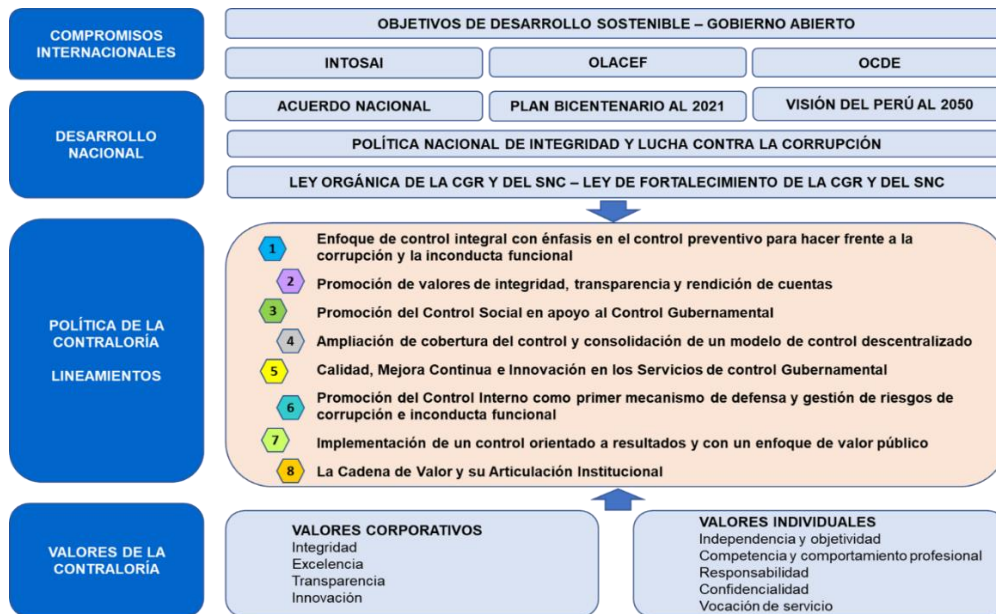 COMPROMISOS
INTERNACIONALES
OBJETIVOS DE DESARROLLO SOSTENIBLE – GOBIERNO ABIERTO
INTOSAI
OLACEF
OCDE
DESARROLLO
NACIONAL
ACUERDO NACIONAL
PLAN BICENTENARIO AL 2021
VISIÓN DEL PERÚ AL 2050
POLÍTICA NACIONAL DE INTEGRIDAD Y LUCHA CONTRA LA CORRUPCIÓN
LEY ORGÁNICA DE LA CGR Y DEL SNC – LEY DE FORTALECIMIENTO DE LA CGR Y DEL SNC
POLÍTICA DE LA
CONTRALORÍA
LINEAMIENTOS
1 Enfoque de control integral con énfasis en el control preventivo para hacer frente a la
corrupción y la inconducta funcional
2 Promoción de valores de integridad, transparencia y rendición de cuentas
3 Promoción del Control Social en apoyo al Control Gubernamental
4 Ampliación de cobertura del control y consolidación de un modelo de control descentralizado
5 Calidad, Mejora Continua e Innovación en los Servicios de control Gubernamental
6 Promoción del Control Interno como primer mecanismo de defensa y gestión de riesgos de
corrupción e inconducta funcional
7 Implementación de un control orientado a resultados y con un enfoque de valor público
8 La Cadena de Valor y su Articulación Institucional
VALORES DE LA
CONTRALORÍA
VALORES CORPORATIVOS
Integridad
Excelencia
Transparencia
Innovación
VALORES INDIVIDUALES
Independencia y objetividad
Competencia y comportamiento profesional
Responsabilidad
Confidencialidad
Vocación de servicio